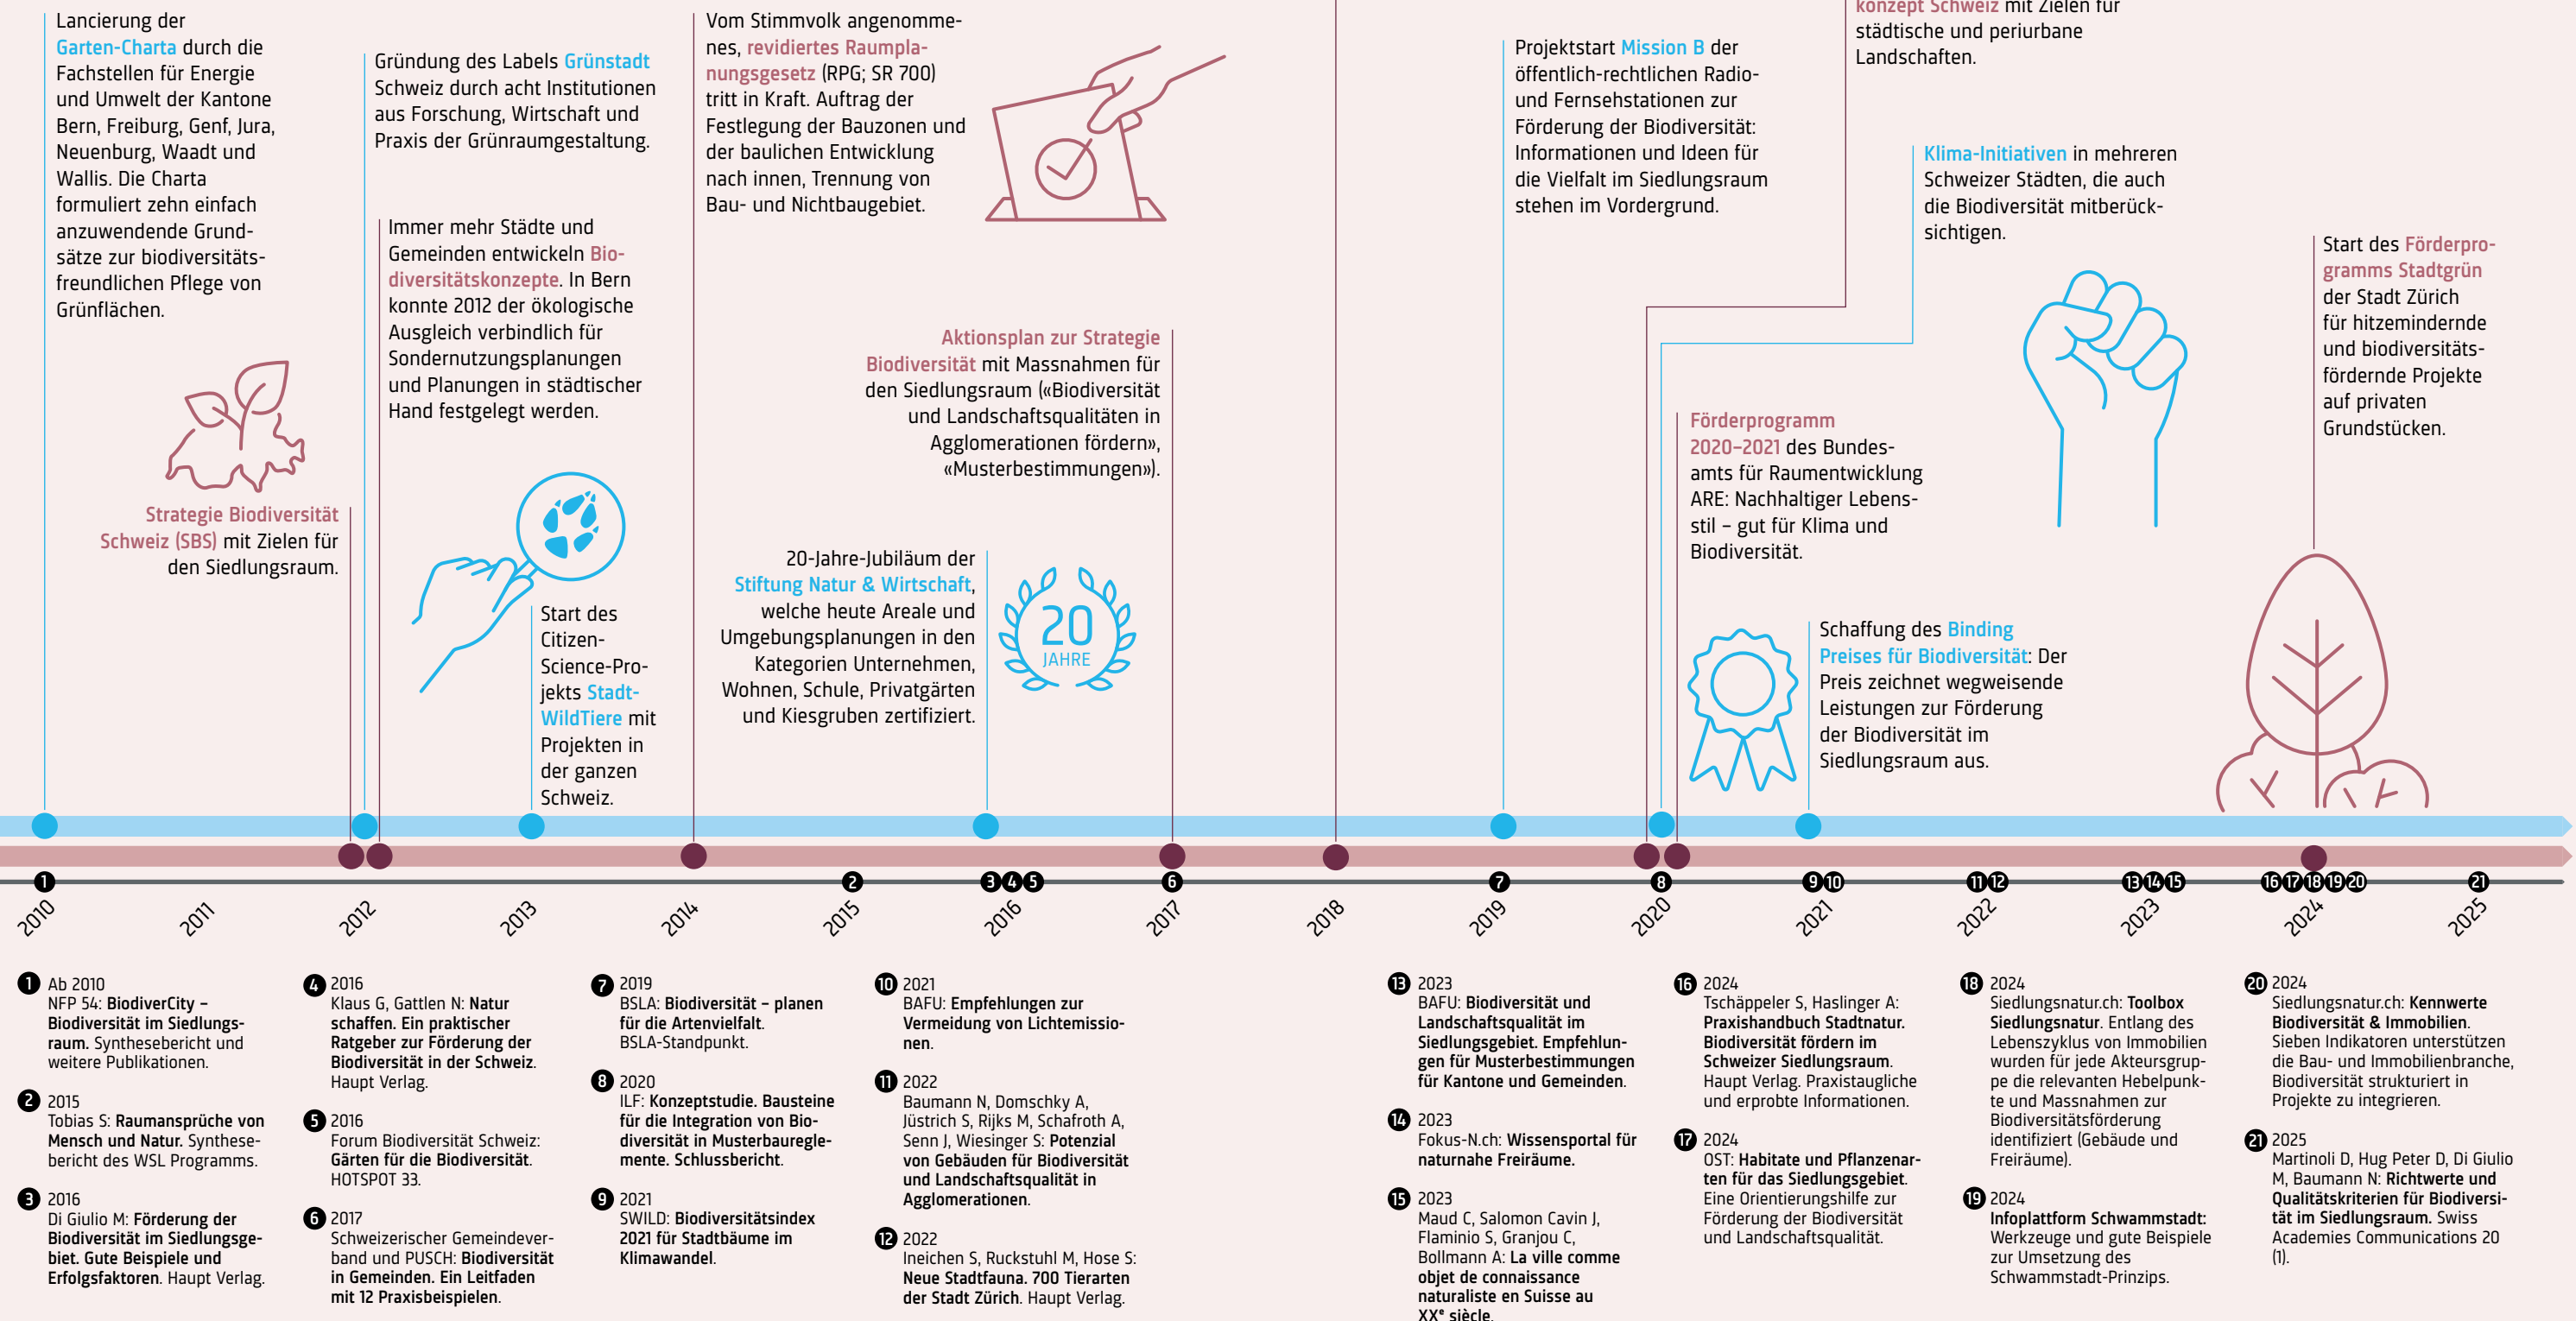 Lancierung der
Garten-Charta durch die
Fachstellen für Energie
und Umwelt der Kantone
Bern, Freiburg, Genf, Jura,
Neuenburg, Waadt und
Wallis. Die Charta
formuliert zehn einfach
anzuwendende Grund-
sätze zur biodiversitäts-
freundlichen Pflege von
Grünflächen.
Strategie Biodiversität
Schweiz (SBS) mit Zielen für
den Siedlungsraum.
Gründung des Labels Grünstadt
Schweiz durch acht Institutionen
aus Forschung, Wirtschaft und
Praxis der Grünraumgestaltung.
Immer mehr Städte und
Gemeinden entwickeln Bio-
diversitätskonzepte. In Bern
konnte 2012 der ökologische
Ausgleich verbindlich für
Sondernutzungsplanungen
und Planungen in städtischer
Hand festgelegt werden.
Start des
Citizen-
Science-Pro-
jekts Stadt-
WildTiere mit
Projekten in
der ganzen
Schweiz.
Vom Stimmvolk angenomme-
nes, revidiertes Raumpla-
nungsgesetz (RPG; SR 700)
tritt in Kraft. Auftrag der
Festlegung der Bauzonen und
der baulichen Entwicklung
nach innen, Trennung von
Bau- und Nichtbaugebiet.
Aktionsplan zur Strategie
Biodiversität mit Massnahmen für
den Siedlungsraum («Biodiversität
und Landschaftsqualitäten in
Agglomerationen fördern»,
«Musterbestimmungen»).
20-Jahre-Jubiläum der
Stiftung Natur & Wirtschaft,
welche heute Areale und
Umgebungsplanungen in den
Kategorien Unternehmen,
Wohnen, Schule, Privatgärten
und Kiesgruben zertifiziert.
20
JAHRE
Projektstart Mission B der
öffentlich-rechtlichen Radio-
und Fernsehstationen zur
Förderung der Biodiversität:
Informationen und Ideen für
die Vielfalt im Siedlungsraum
stehen im Vordergrund.
konzept Schweiz mit Zielen für
städtische und periurbane
Landschaften.
Klima-Initiativen in mehreren
Schweizer Städten, die auch
die Biodiversität mitberück-
sichtigen.
Förderprogramm
2020–2021 des Bundes-
amts für Raumentwicklung
ARE: Nachhaltiger Lebens-
stil – gut für Klima und
Biodiversität.
Schaffung des Binding
Preises für Biodiversität: Der
Preis zeichnet wegweisende
Leistungen zur Förderung
der Biodiversität im
Siedlungsraum aus.
Start des Förderpro-
gramms Stadtgrün
der Stadt Zürich
für hitzemindernde
und biodiversitäts-
fördernde Projekte
auf privaten
Grundstücken.
1 2 3 4 5 6 7 8 9 10 11 12 13 14 15 16 17 18 19 20 21
2010 2011 2012 2013 2014 2015 2016 2017 2018 2019 2020 2021 2022 2023 2024 2025
1 Ab 2010
NFP 54: BiodiverCity –
Biodiversität im Siedlungs-
raum. Synthesebericht und
weitere Publikationen.
2 2015
Tobias S: Raumansprüche von
Mensch und Natur. Synthese-
bericht des WSL Programms.
3 2016
Di Giulio M: Förderung der
Biodiversität im Siedlungsge-
biet. Gute Beispiele und
Erfolgsfaktoren. Haupt Verlag.
4 2016
Klaus G, Gattlen N: Natur
schaffen. Ein praktischer
Ratgeber zur Förderung der
Biodiversität in der Schweiz.
Haupt Verlag.
5 2016
Forum Biodiversität Schweiz:
Gärten für die Biodiversität.
HOTSPOT 33.
6 2017
Schweizerischer Gemeindever-
band und PUSCH: Biodiversität
in Gemeinden. Ein Leitfaden
mit 12 Praxisbeispielen.
7 2019
BSLA: Biodiversität – planen
für die Artenvielfalt.
BSLA-Standpunkt.
8 2020
ILF: Konzeptstudie. Bausteine
für die Integration von Bio-
diversität in Musterbauregle-
mente. Schlussbericht.
9 2021
SWILD: Biodiversitätsindex
2021 für Stadtbäume im
Klimawandel.
10 2021
BAFU: Empfehlungen zur
Vermeidung von Lichtemissio-
nen.
11 2022
Baumann N, Domschky A,
Jüstrich S, Rijks M, Schafroth A,
Senn J, Wiesinger S: Potenzial
von Gebäuden für Biodiversität
und Landschaftsqualität in
Agglomerationen.
12 2022
Ineichen S, Ruckstuhl M, Hose S:
Neue Stadtfauna. 700 Tierarten
der Stadt Zürich. Haupt Verlag.
13 2023
BAFU: Biodiversität und
Landschaftsqualität im
Siedlungsgebiet. Empfehlun-
gen für Musterbestimmungen
für Kantone und Gemeinden.
14 2023
Fokus-N.ch: Wissensportal für
naturnahe Freiräume.
15 2023
Maud C, Salomon Cavin J,
Flaminio S, Granjou C,
Bollmann A: La ville comme
objet de connaissance
naturaliste en Suisse au
XXe siècle.
16 2024
Tschäppeler S, Haslinger A:
Praxishandbuch Stadtnatur.
Biodiversität fördern im
Schweizer Siedlungsraum.
Haupt Verlag. Praxistaugliche
und erprobte Informationen.
17 2024
OST: Habitate und Pflanzenar-
ten für das Siedlungsgebiet.
Eine Orientierungshilfe zur
Förderung der Biodiversität
und Landschaftsqualität.
18 2024
Siedlungsnatur.ch: Toolbox
Siedlungsnatur. Entlang des
Lebenszyklus von Immobilien
wurden für jede Akteursgrup-
pe die relevanten Hebelpunk-
te und Massnahmen zur
Biodiversitätsförderung
identifiziert (Gebäude und
Freiräume).
19 2024
Infoplattform Schwammstadt:
Werkzeuge und gute Beispiele
zur Umsetzung des
Schwammstadt-Prinzips.
20 2024
Siedlungsnatur.ch: Kennwerte
Biodiversität & Immobilien.
Sieben Indikatoren unterstützen
die Bau- und Immobilienbranche,
Biodiversität strukturiert in
Projekte zu integrieren.
21 2025
Martinoli D, Hug Peter D, Di Giulio
M, Baumann N: Richtwerte und
Qualitätskriterien für Biodiversi-
tät im Siedlungsraum. Swiss
Academies Communications 20
(1).